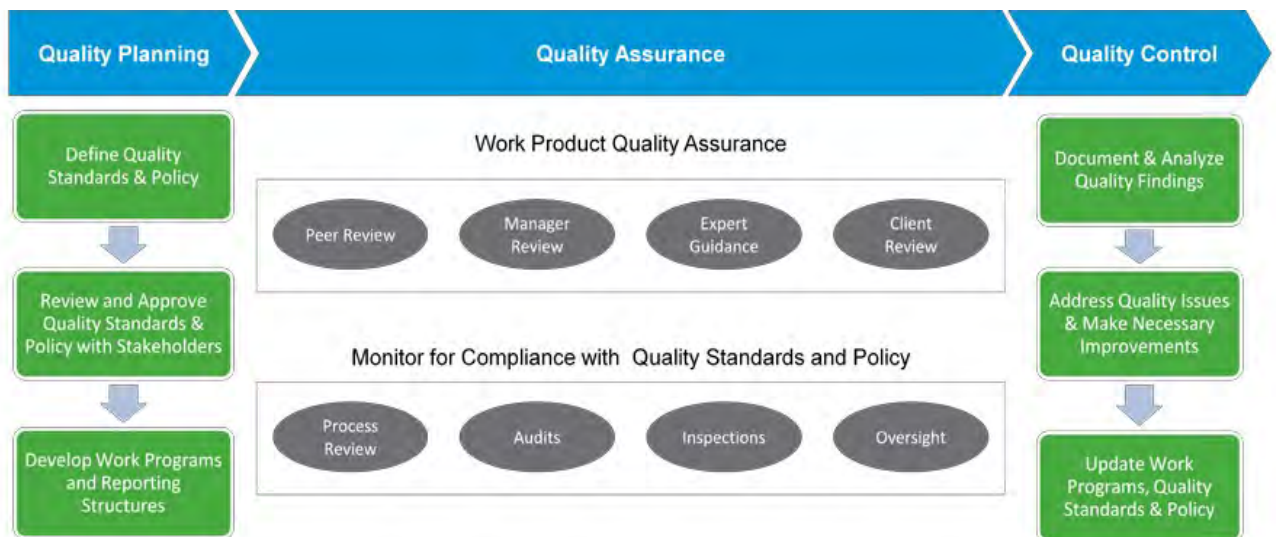 Quality Planning
Quality Assurance
Quality Control
Define Quality
Standards & Policy
Review and Approve
Quality Standards &
Policy with Stakeholders
Develop Work Programs
and Reporting
Structures
Work Product Quality Assurance
Peer Review
Manager
Review
Expert
Guidance
Client
Review
Monitor for Compliance with Quality Standards and Policy
Process
Review
Audits
Inspections
Oversight
Document & Analyze
Quality Findings
Address Quality Issues
& Make Necessary
Improvements
Update Work
Programs, Quality
Standards & Policy